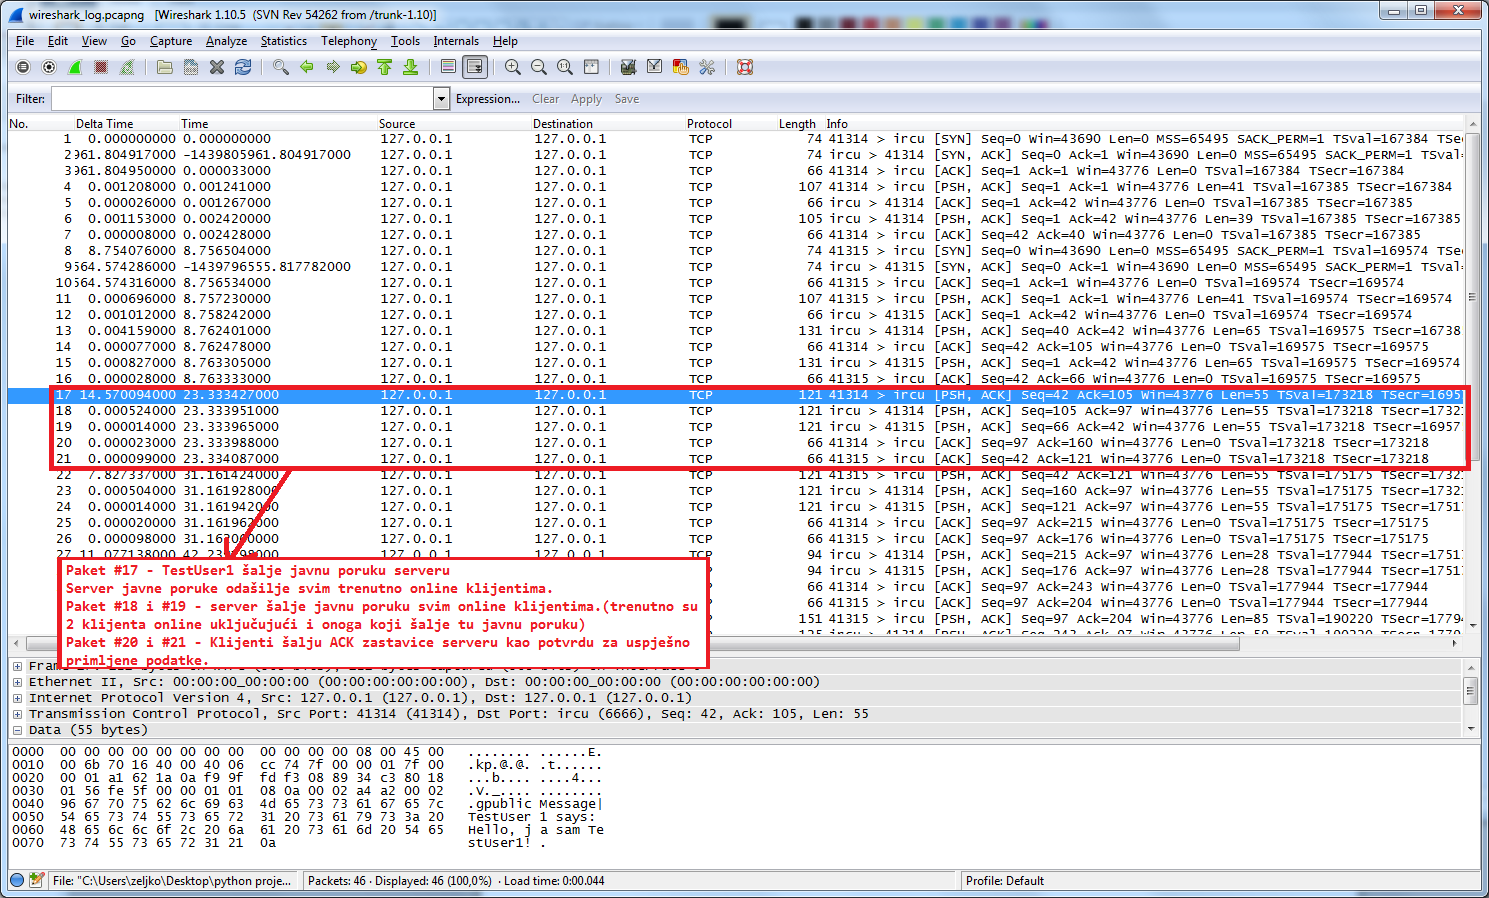 wireshark_log.pcapng   [Wireshark 1.10.5  (SVN Rev 54262 from /trunk-1.10)]
File Edit View Go Capture Analyze Statistics Telephony Tools Internals Help
Filter: Expression... Clear Apply Save
No. Delta Time Time Source Destination Protocol Length Info
1 0.000000000 0.000000000 127.0.0.1 127.0.0.1 TCP 74 41314 > ircu [SYN] Seq=0 Win=43690 Len=0 MSS=65495 SACK_PERM=1 TSval=167384 TSe
2 961.804917000 -1439805961.804917000 127.0.0.1 127.0.0.1 TCP 74 ircu > 41314 [SYN, ACK] Seq=0 Ack=1 Win=43690 Len=0 MSS=65495 SACK_PERM=1 TSval=
3 961.804950000 0.000033000 127.0.0.1 127.0.0.1 TCP 66 41314 > ircu [ACK] Seq=1 Ack=1 Win=43776 Len=0 TSval=167384 TSecr=167384
4 0.001208000 0.001241000 127.0.0.1 127.0.0.1 TCP 107 41314 > ircu [PSH, ACK] Seq=1 Ack=1 Win=43776 Len=41 TSval=167385 TSecr=167384
5 0.000026000 0.001267000 127.0.0.1 127.0.0.1 TCP 66 ircu > 41314 [ACK] Seq=1 Ack=42 Win=43776 Len=0 TSval=167385 TSecr=167385
6 0.001153000 0.002420000 127.0.0.1 127.0.0.1 TCP 105 ircu > 41314 [PSH, ACK] Seq=1 Ack=42 Win=43776 Len=39 TSval=167385 TSecr=167385
7 0.000008000 0.002428000 127.0.0.1 127.0.0.1 TCP 66 41314 > ircu [ACK] Seq=42 Ack=40 Win=43776 Len=0 TSval=167385 TSecr=167385
8 8.754076000 8.756504000 127.0.0.1 127.0.0.1 TCP 74 41315 > ircu [SYN] Seq=0 Win=43690 Len=0 MSS=65495 SACK_PERM=1 TSval=169574 TSe
9 564.574286000 -1439796555.817782000 127.0.0.1 127.0.0.1 TCP 74 ircu > 41315 [SYN, ACK] Seq=0 Ack=1 Win=43690 Len=0 MSS=65495 SACK_PERM=1 TSval=
10 564.574316000 8.756534000 127.0.0.1 127.0.0.1 TCP 66 41315 > ircu [ACK] Seq=1 Ack=1 Win=43776 Len=0 TSval=169574 TSecr=169574
11 0.000696000 8.757230000 127.0.0.1 127.0.0.1 TCP 107 41315 > ircu [PSH, ACK] Seq=1 Ack=1 Win=43776 Len=41 TSval=169574 TSecr=169574
12 0.001012000 8.758242000 127.0.0.1 127.0.0.1 TCP 66 ircu > 41315 [ACK] Seq=1 Ack=42 Win=43776 Len=0 TSval=169574 TSecr=169574
13 0.004159000 8.762401000 127.0.0.1 127.0.0.1 TCP 131 ircu > 41314 [PSH, ACK] Seq=40 Ack=42 Win=43776 Len=65 TSval=169575 TSecr=16738
14 0.000077000 8.762478000 127.0.0.1 127.0.0.1 TCP 66 41314 > ircu [ACK] Seq=42 Ack=105 Win=43776 Len=0 TSval=169575 TSecr=169575
15 0.000827000 8.763305000 127.0.0.1 127.0.0.1 TCP 131 ircu > 41315 [PSH, ACK] Seq=1 Ack=42 Win=43776 Len=65 TSval=169575 TSecr=169574
16 0.000028000 8.763333000 127.0.0.1 127.0.0.1 TCP 66 41315 > ircu [ACK] Seq=42 Ack=66 Win=43776 Len=0 TSval=169575 TSecr=169575
17 14.570094000 23.333427000 127.0.0.1 127.0.0.1 TCP 121 41314 > ircu [PSH, ACK] Seq=42 Ack=105 Win=43776 Len=55 TSval=173218 TSecr=1695
18 0.000524000 23.333951000 127.0.0.1 127.0.0.1 TCP 121 ircu > 41314 [PSH, ACK] Seq=105 Ack=97 Win=43776 Len=55 TSval=173218 TSecr=1732
19 0.000014000 23.333965000 127.0.0.1 127.0.0.1 TCP 121 ircu > 41315 [PSH, ACK] Seq=66 Ack=42 Win=43776 Len=55 TSval=173218 TSecr=16957
20 0.000023000 23.333988000 127.0.0.1 127.0.0.1 TCP 66 41314 > ircu [ACK] Seq=97 Ack=160 Win=43776 Len=0 TSval=173218 TSecr=173218
21 0.000099000 23.334087000 127.0.0.1 127.0.0.1 TCP 66 41315 > ircu [ACK] Seq=42 Ack=121 Win=43776 Len=0 TSval=173218 TSecr=173218
22 7.827337000 31.161424000 127.0.0.1 127.0.0.1 TCP 121 41315 > ircu [PSH, ACK] Seq=42 Ack=121 Win=43776 Len=55 TSval=175175 TSecr=1732
23 0.000504000 31.161928000 127.0.0.1 127.0.0.1 TCP 121 ircu > 41314 [PSH, ACK] Seq=160 Ack=97 Win=43776 Len=55 TSval=175175 TSecr=1732
24 0.000014000 31.161942000 127.0.0.1 127.0.0.1 TCP 121 ircu > 41315 [PSH, ACK] Seq=121 Ack=97 Win=43776 Len=55 TSval=175175 TSecr=1751
25 0.000020000 31.161962000 127.0.0.1 127.0.0.1 TCP 66 41314 > ircu [ACK] Seq=97 Ack=215 Win=43776 Len=0 TSval=175175 TSecr=175175
26 0.000098000 127.0.0.1 127.0.0.1 TCP 66 41315 > ircu [ACK] Seq=97 Ack=176 Win=43776 Len=0 TSval=175175 TSecr=175175
27 11.077138000 127.0.0.1 127.0.0.1 TCP 94 ircu > 41314 [PSH, ACK] Seq=215 Ack=97 Win=43776 Len=28 TSval=177944 TSecr=1751
TCP 94 ircu > 41315 [PSH, ACK] Seq=176 Ack=97 Win=43776 Len=28 TSval=177944 TSecr=1751
TCP 66 41314 > ircu [ACK] Seq=97 Ack=243 Win=43776 Len=0 TSval=177944 TSecr=177944
TCP 66 41315 > ircu [ACK] Seq=97 Ack=204 Win=43776 Len=0 TSval=177944 TSecr=177944
TCP 151 41315 > ircu [PSH, ACK] Seq=97 Ack=204 Win=43776 Len=85 TSval=190220 TSecr=1779
Paket #17 - TestUser1 šalje javnu poruku serveru
Server javne poruke odašilje svim trenutno online klijentima.
Paket #18 i #19 - server šalje javnu poruku svim online klijentima.(trenutno su
2 klijenta online uključujući i onoga koji šalje tu javnu poruku)
Paket #20 i #21 - Klijenti šalju ACK zastavice serveru kao potvrdu za uspješno
primljene podatke.
Ethernet II, Src: 00:00:00_00:00:00 (00:00:00:00:00:00), Dst: 00:00:00_00:00:00 (00:00:00:00:00:00)
Internet Protocol Version 4, Src: 127.0.0.1 (127.0.0.1), Dst: 127.0.0.1 (127.0.0.1)
Transmission Control Protocol, Src Port: 41314 (41314), Dst Port: ircu (6666), Seq: 42, Ack: 105, Len: 55
Data (55 bytes)
0000  00 00 00 00 00 00 00 00  00 00 00 00 08 00 45 00   ........ ......E.
0010  00 6b 70 16 40 00 40 06  cc 74 7f 00 00 01 7f 00   .kp.@.@. .t......
0020  00 01 a1 62 1a 0a f9 9f  fd f3 08 89 34 c3 80 18   ...b.... ....4...
0030  01 56 fe 5f 00 00 01 01  08 0a 00 02 a4 a2 00 02   .V._.... ........
0040  96 67 70 75 62 6c 69 63  4d 65 73 73 61 67 65 7c   .gpublic Message|
0050  54 65 73 74 55 73 65 72  31 20 73 61 79 73 3a 20   TestUser 1 says:
0060  48 65 6c 6c 6f 2c 20 6a  61 20 73 61 6d 20 54 65   Hello, j a sam Te
0070  73 74 55 73 65 72 31 21  0a   stUser1! .
File: "C:\Users\zeljko\Desktop\python proje... Packets: 46 · Displayed: 46 (100,0%)  · Load time: 0:00.044 Profile: Default